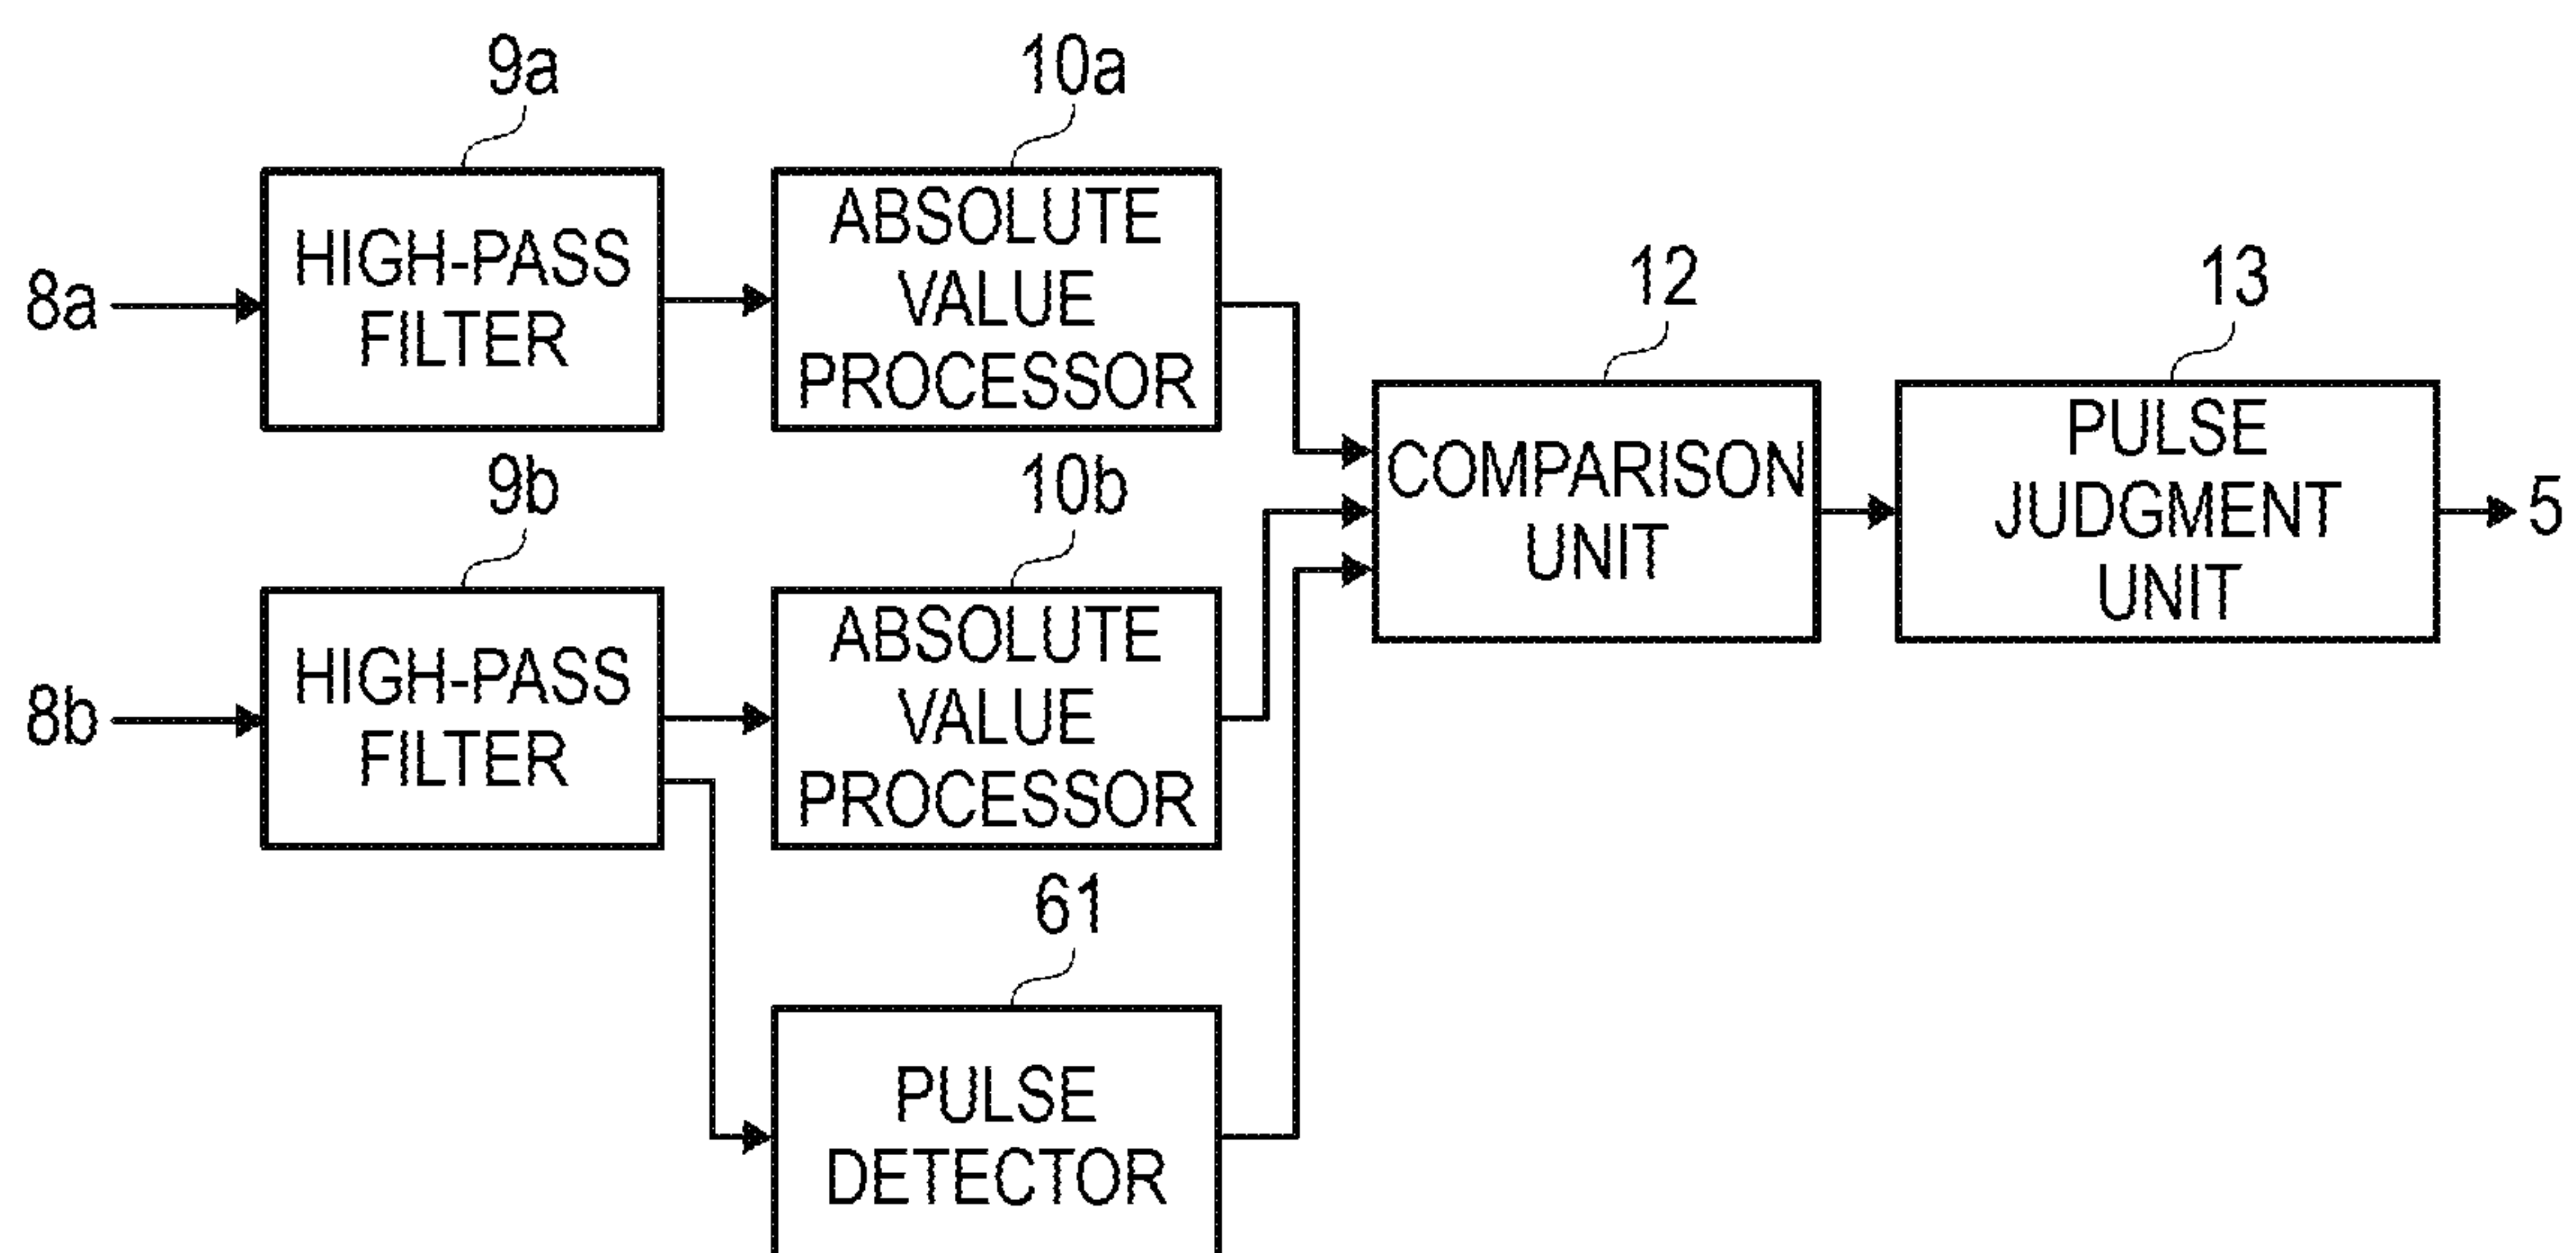 9a
10a
HIGH-PASS
FILTER
ABSOLUTE
VALUE
PROCESSOR
8a
12
13
9b
10b
COMPARISON
UNIT
PULSE
JUDGMENT
UNIT
5
HIGH-PASS
FILTER
ABSOLUTE
VALUE
PROCESSOR
8b
61
PULSE
DETECTOR